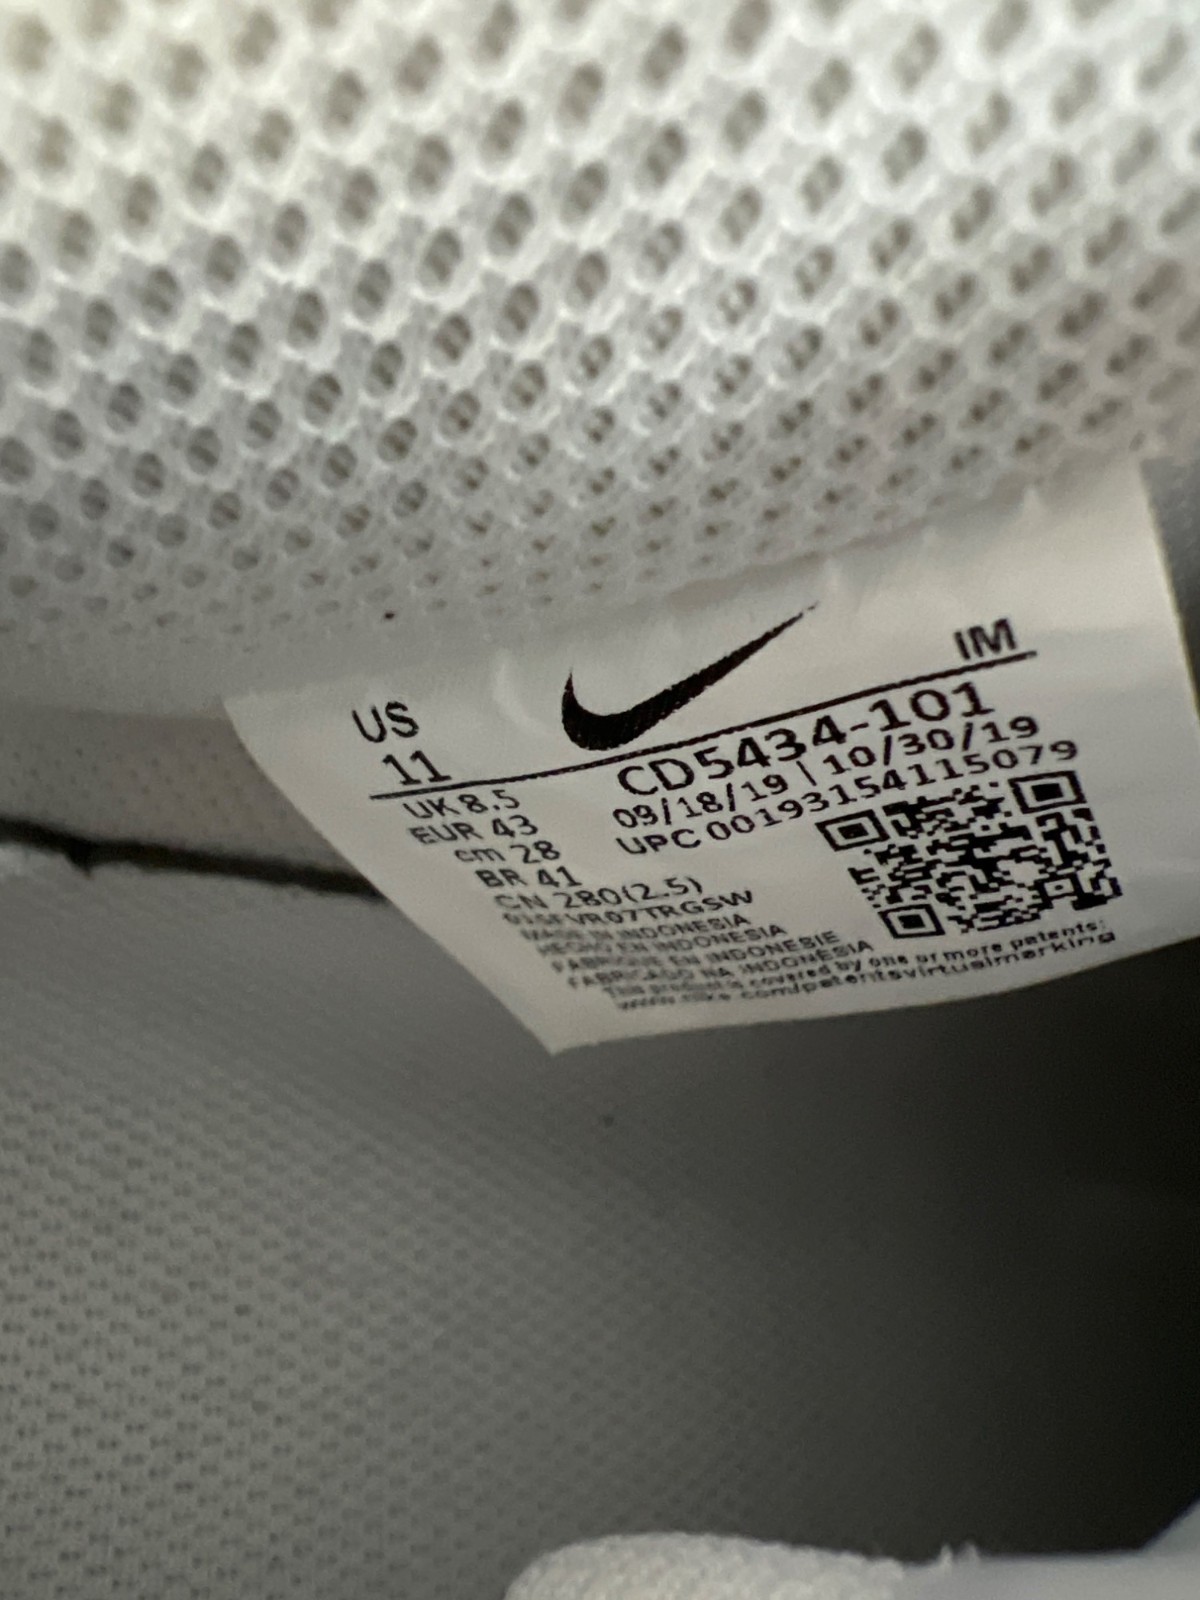 US
11
IM
CD5434-101
09/18/19 | 10/30/19
UPC 00193154115079
UK 8.5
EUR 43
cm 28
BR 41
CN 280(2.5)
MADE IN INDONESIA
HECHO EN INDONESIA
FABRIQUE EN INDONESIE
FABRICADO NA INDONESIA
This product is covered by one or more patents:
www.nike.com/patentsvirtualmarking